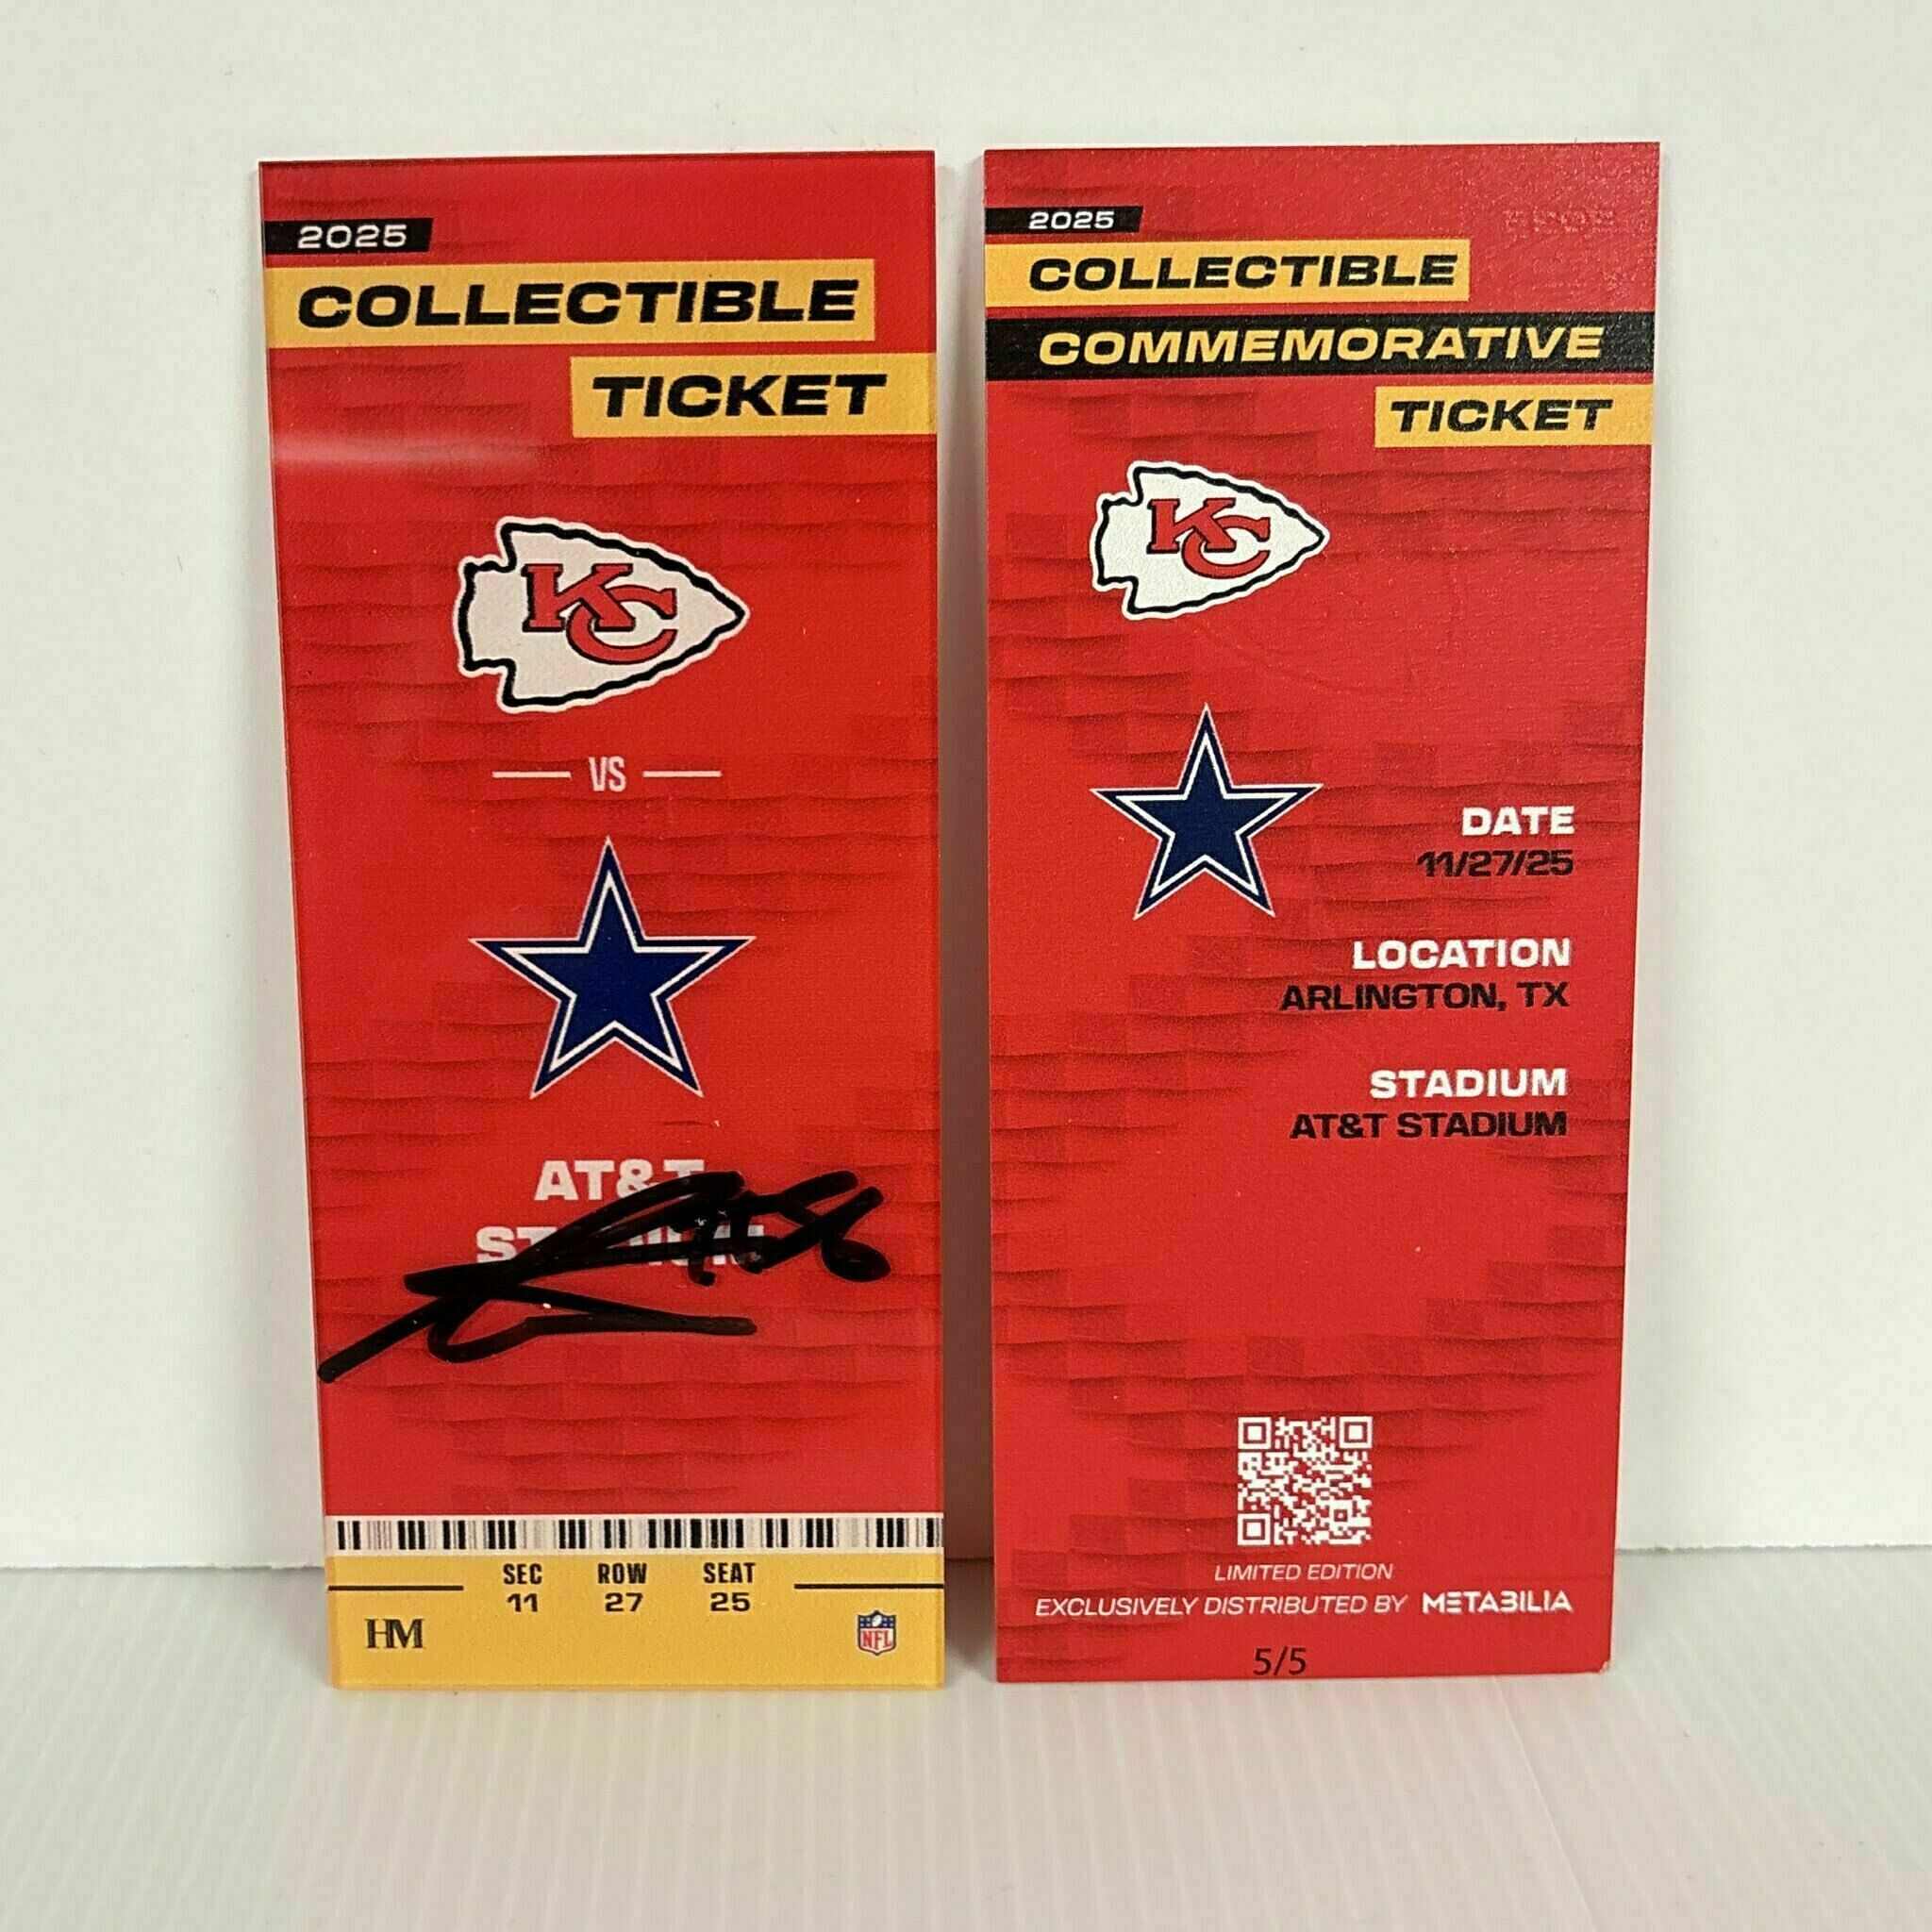 2025
COLLECTIBLE
TICKET
KC
VS
AT&T
STADIUM
SEC ROW SEAT
11 27 25
HM
NFL
2025
COLLECTIBLE
COMMEMORATIVE
TICKET
KC
DATE
11/27/25
LOCATION
ARLINGTON, TX
STADIUM
AT&T STADIUM
LIMITED EDITION
EXCLUSIVELY DISTRIBUTED BY METABILIA
5/5